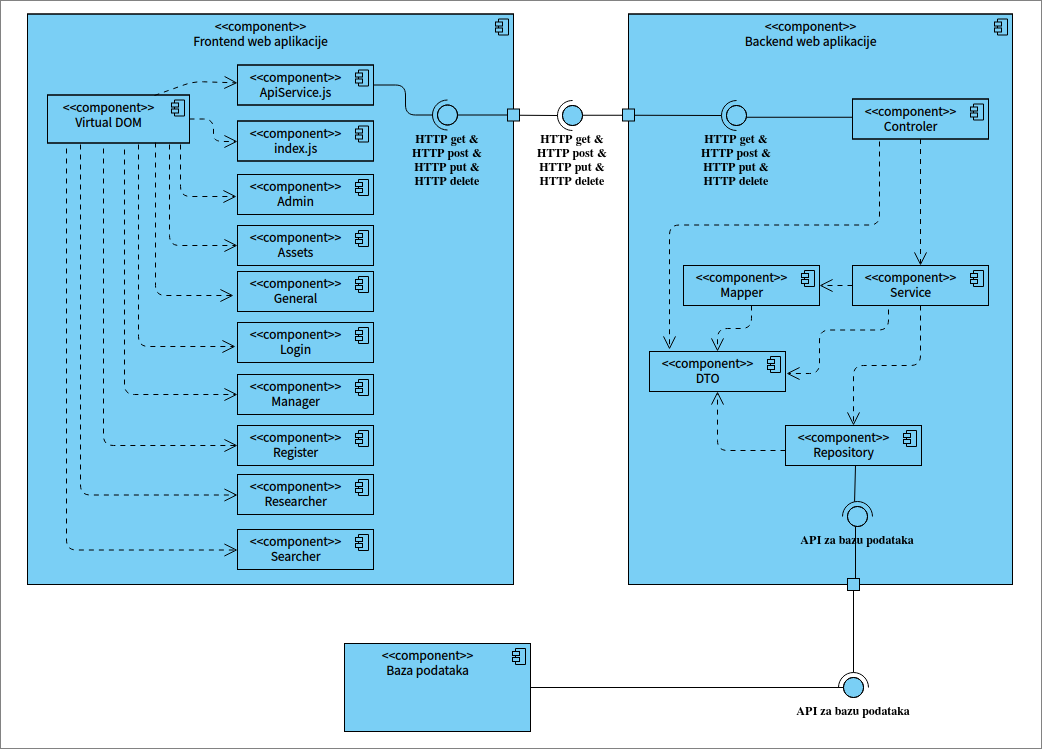 <<component>>
Frontend web aplikacije
<<component>>
ApiService.js
<<component>>
Virtual DOM
<<component>>
index.js
<<component>>
Admin
<<component>>
Assets
<<component>>
General
<<component>>
Login
<<component>>
Manager
<<component>>
Register
<<component>>
Researcher
<<component>>
Searcher
HTTP get &
HTTP post &
HTTP put &
HTTP delete
HTTP get &
HTTP post &
HTTP put &
HTTP delete
<<component>>
Backend web aplikacije
HTTP get &
HTTP post &
HTTP put &
HTTP delete
<<component>>
Controler
<<component>>
Mapper
<<component>>
Service
<<component>>
DTO
<<component>>
Repository
API za bazu podataka
<<component>>
Baza podataka
API za bazu podataka